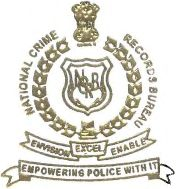 NATIONAL CRIME RECORDS BUREAU
NCRB
ENVISION EXCEL ENABLE
EMPOWERING POLICE WITH IT